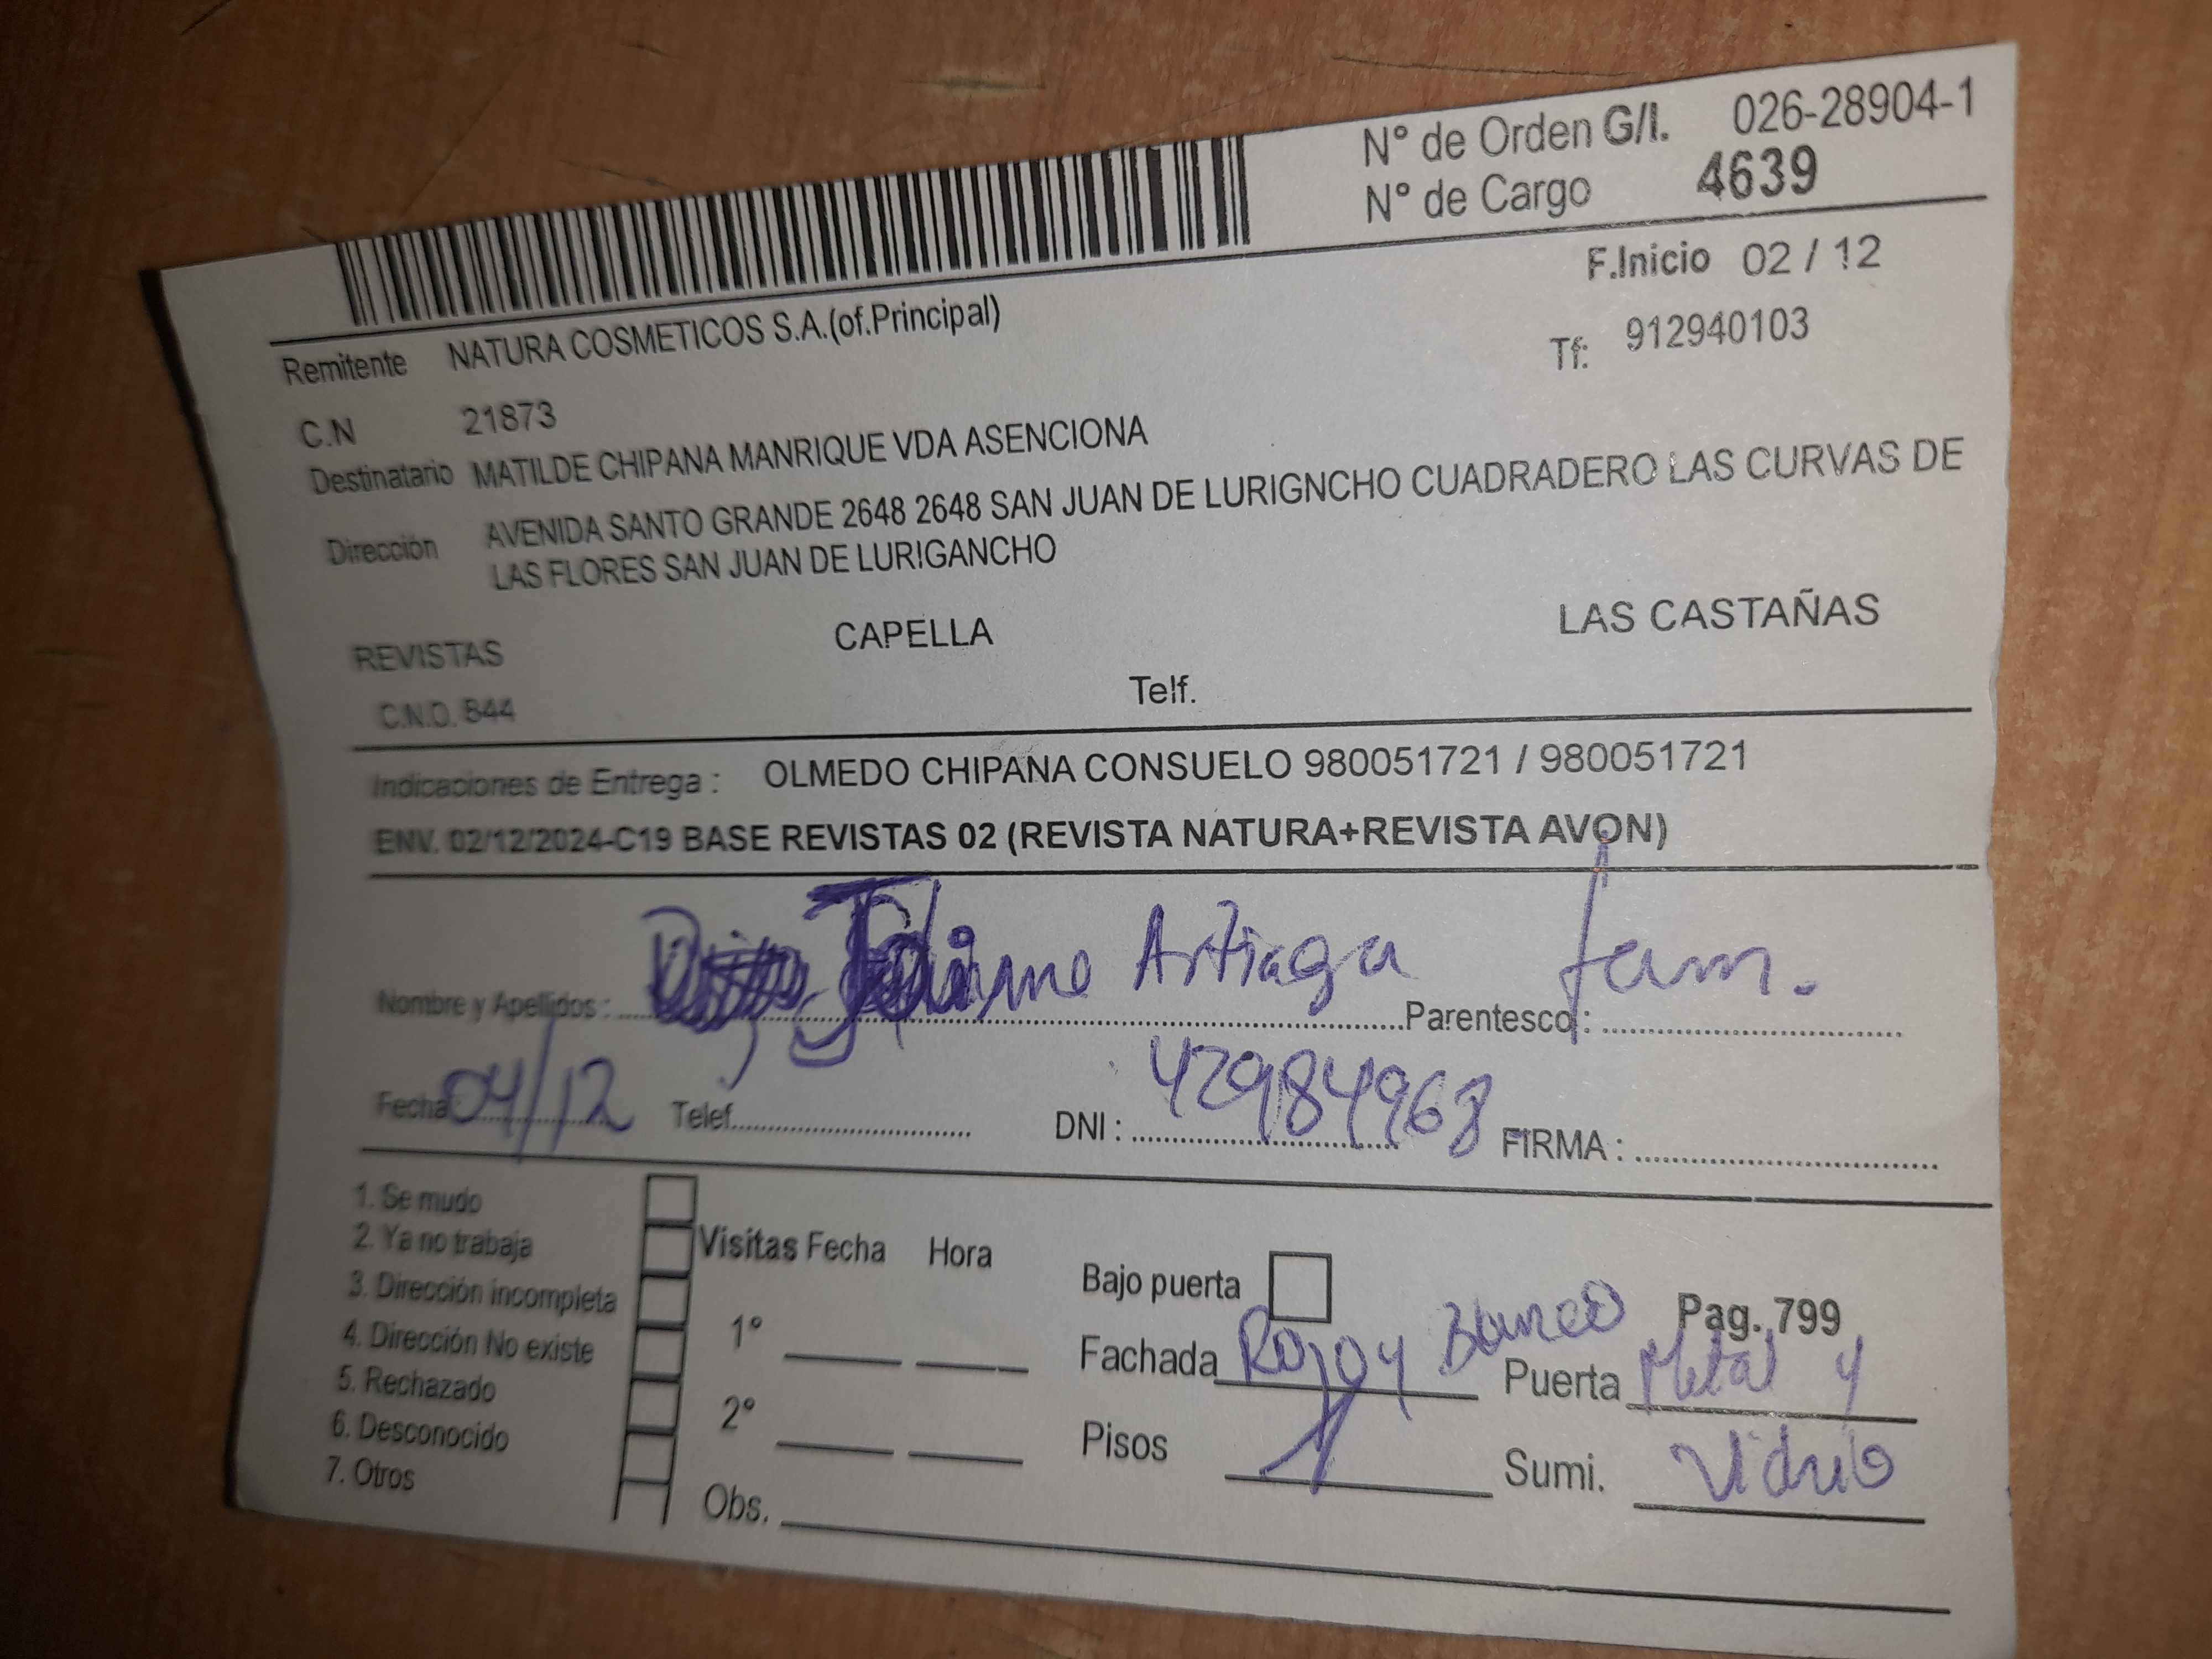 N° de Orden G/I. 026-28904-1
N° de Cargo 4639
F.Inicio 02 / 12
Remitente NATURA COSMETICOS S.A.(of.Principal) Tf: 912940103
C.N 21873
Destinatario MATILDE CHIPANA MANRIQUE VDA ASENCIONA
Dirección AVENIDA SANTO GRANDE 2648 2648 SAN JUAN DE LURIGNCHO CUADRADERO LAS CURVAS DE
LAS FLORES SAN JUAN DE LURIGANCHO
REVISTAS CAPELLA LAS CASTAÑAS
C.N.D. 844 Telf.
Indicaciones de Entrega : OLMEDO CHIPANA CONSUELO 980051721 / 980051721
ENV. 02/12/2024-C19 BASE REVISTAS 02 (REVISTA NATURA+REVISTA AVON)
Nombre y Apellidos : Artiaga Parentesco : fam.
Fecha 04/12 Telef. DNI : 42984968 FIRMA :
1. Se mudo
2. Ya no trabaja
3. Dirección incompleta
4. Dirección No existe
5. Rechazado
6. Desconocido
7. Otros
Visitas Fecha Hora
1°
2°
Obs.
Bajo puerta Pag. 799
Fachada Rojo y Blanco Puerta Metal y
Pisos 1 Sumi. Vidrio